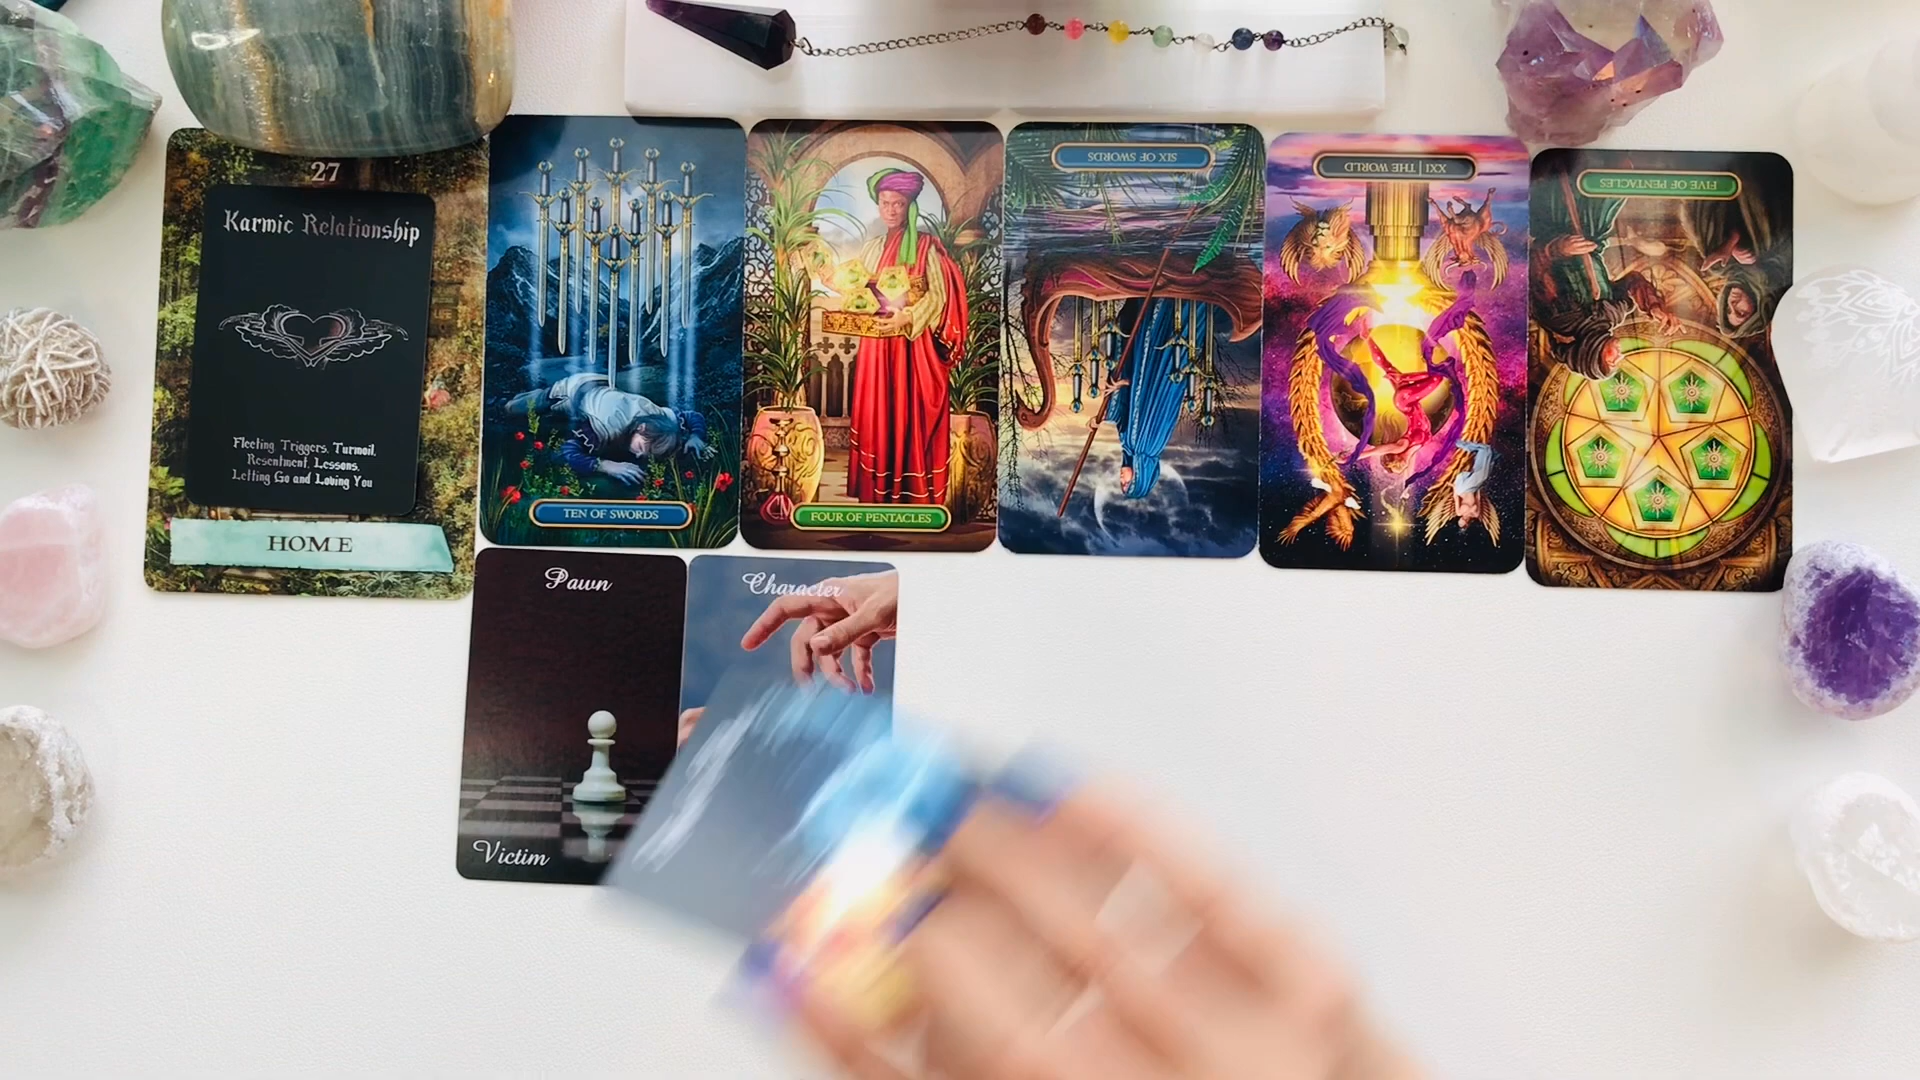 27
Karmic Relationship
Fleeting, Triggers, Turmoil,
Resentment, Lessons,
Letting Go and Loving You
HOME
TEN OF SWORDS
FOUR OF PENTACLES
SIX OF SWORDS
XXI | THE WORLD
FIVE OF PENTACLES
Pawn
Victim
Character